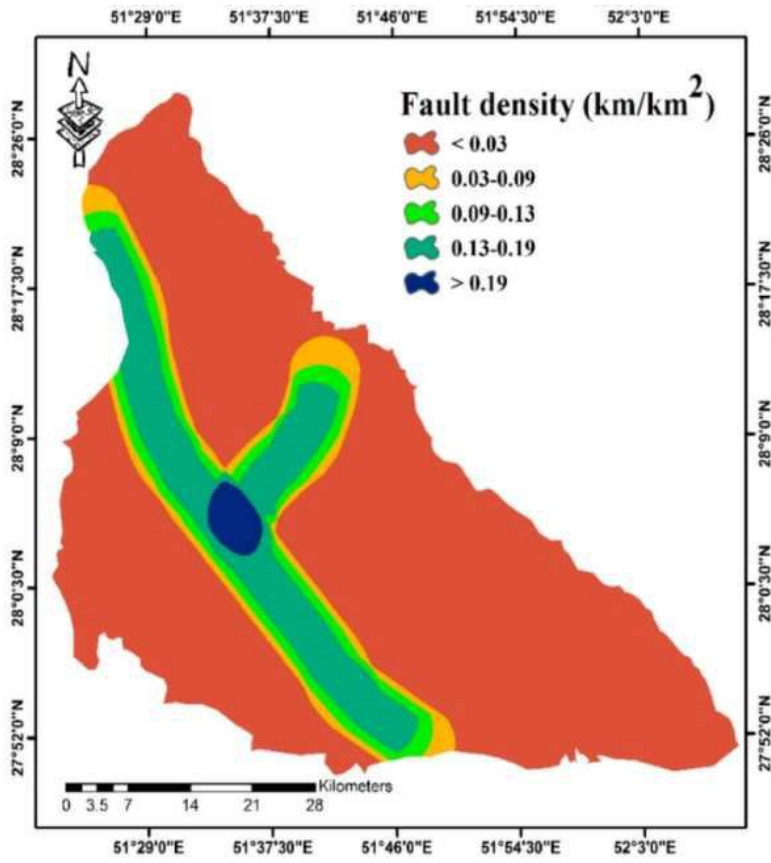 51°29'0"E 51°37'30"E 51°46'0"E 51°54'30"E 52°3'0"E
N
Fault density (km/km²)
< 0.03
0.03-0.09
0.09-0.13
0.13-0.19
> 0.19
28°26'0"N 28°26'0"N
28°17'30"N 28°17'30"N
28°9'0"N 28°9'0"N
28°0'30"N 28°0'30"N
27°52'0"N 27°52'0"N
Kilometers
0 3.5 7 14 21 28
51°29'0"E 51°37'30"E 51°46'0"E 51°54'30"E 52°3'0"E